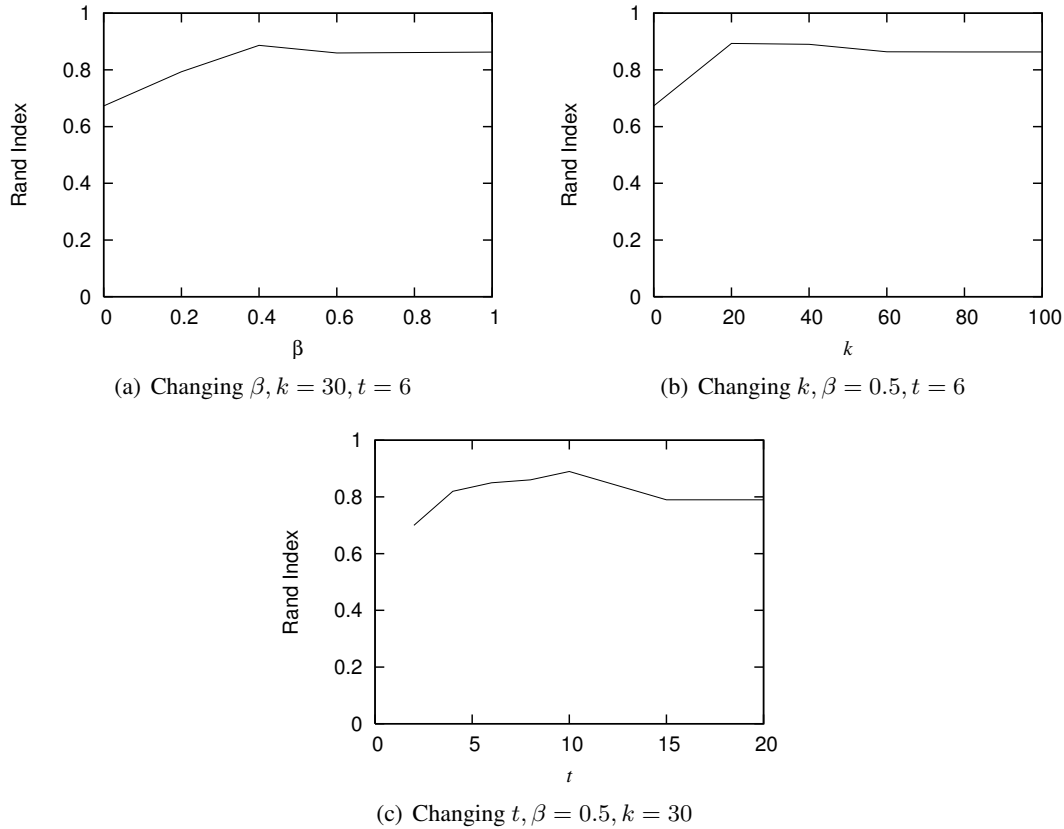 1
0.8
0.6
0.4
0.2
0
Rand Index
0 0.2 0.4 0.6 0.8 1
β
(a) Changing β, k = 30, t = 6
1
0.8
0.6
0.4
0.2
0
Rand Index
0 20 40 60 80 100
k
(b) Changing k, β = 0.5, t = 6
1
0.8
0.6
0.4
0.2
0
Rand Index
0 5 10 15 20
t
(c) Changing t, β = 0.5, k = 30